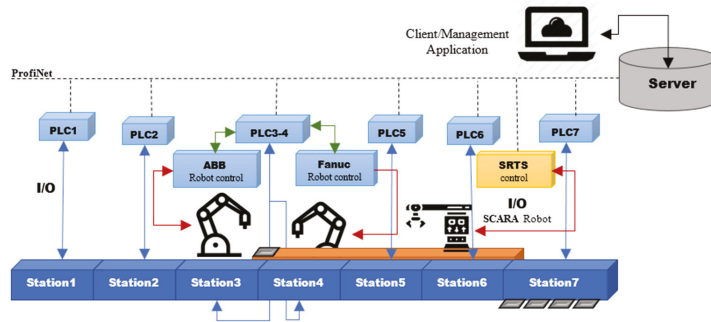 Client/Management
Application
ProfiNet
Server
PLC1
PLC2
PLC3-4
PLC5
PLC6
PLC7
ABB
Robot control
Fanuc
Robot control
SRTS
control
I/O
I/O
SCARA Robot
Station1
Station2
Station3
Station4
Station5
Station6
Station7